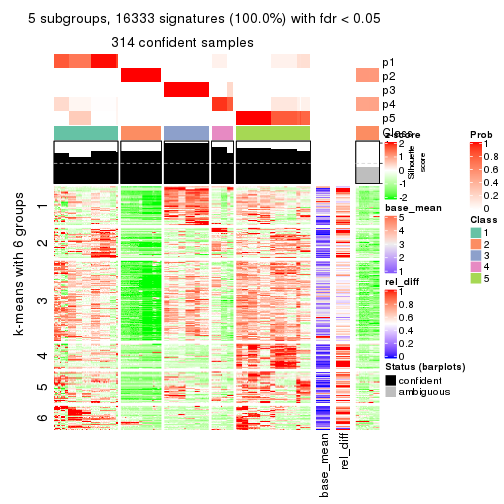 5 subgroups, 16333 signatures (100.0%) with fdr < 0.05
314 confident samples
p1
p2
p3
p4
p5
Class
Silhouette
score
k-means with 6 groups
1
2
3
4
5
6
base_mean
rel_diff
z-score
2
1
0
-1
-2
base_mean
5
4
3
2
1
rel_diff
1
0.8
0.6
0.4
0.2
0
Status (barplots)
confident
ambiguous
Prob
1
0.8
0.6
0.4
0.2
0
Class
1
2
3
4
5